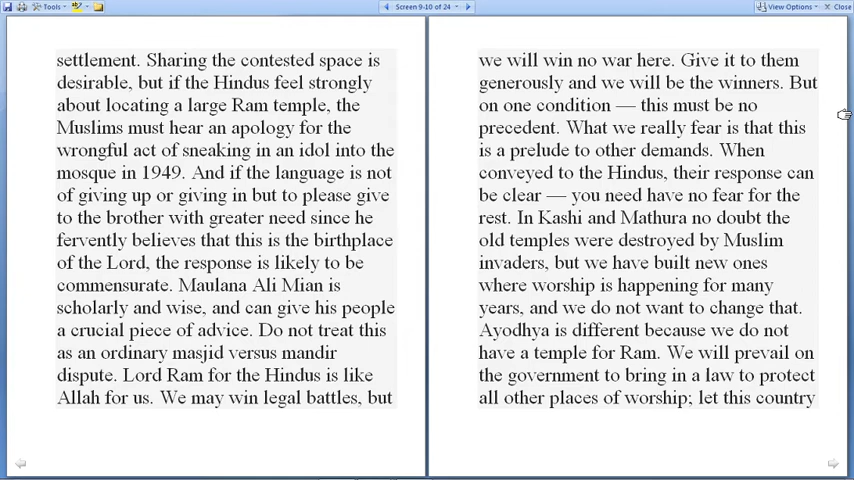 Tools
Screen 9-10 of 24
View Options
Close
settlement. Sharing the contested space is
desirable, but if the Hindus feel strongly
about locating a large Ram temple, the
Muslims must hear an apology for the
wrongful act of sneaking in an idol into the
mosque in 1949. And if the language is not
of giving up or giving in but to please give
to the brother with greater need since he
fervently believes that this is the birthplace
of the Lord, the response is likely to be
commensurate. Maulana Ali Mian is
scholarly and wise, and can give his people
a crucial piece of advice. Do not treat this
as an ordinary masjid versus mandir
dispute. Lord Ram for the Hindus is like
Allah for us. We may win legal battles, but
we will win no war here. Give it to them
generously and we will be the winners. But
on one condition — this must be no
precedent. What we really fear is that this
is a prelude to other demands. When
conveyed to the Hindus, their response can
be clear — you need have no fear for the
rest. In Kashi and Mathura no doubt the
old temples were destroyed by Muslim
invaders, but we have built new ones
where worship is happening for many
years, and we do not want to change that.
Ayodhya is different because we do not
have a temple for Ram. We will prevail on
the government to bring in a law to protect
all other places of worship; let this country